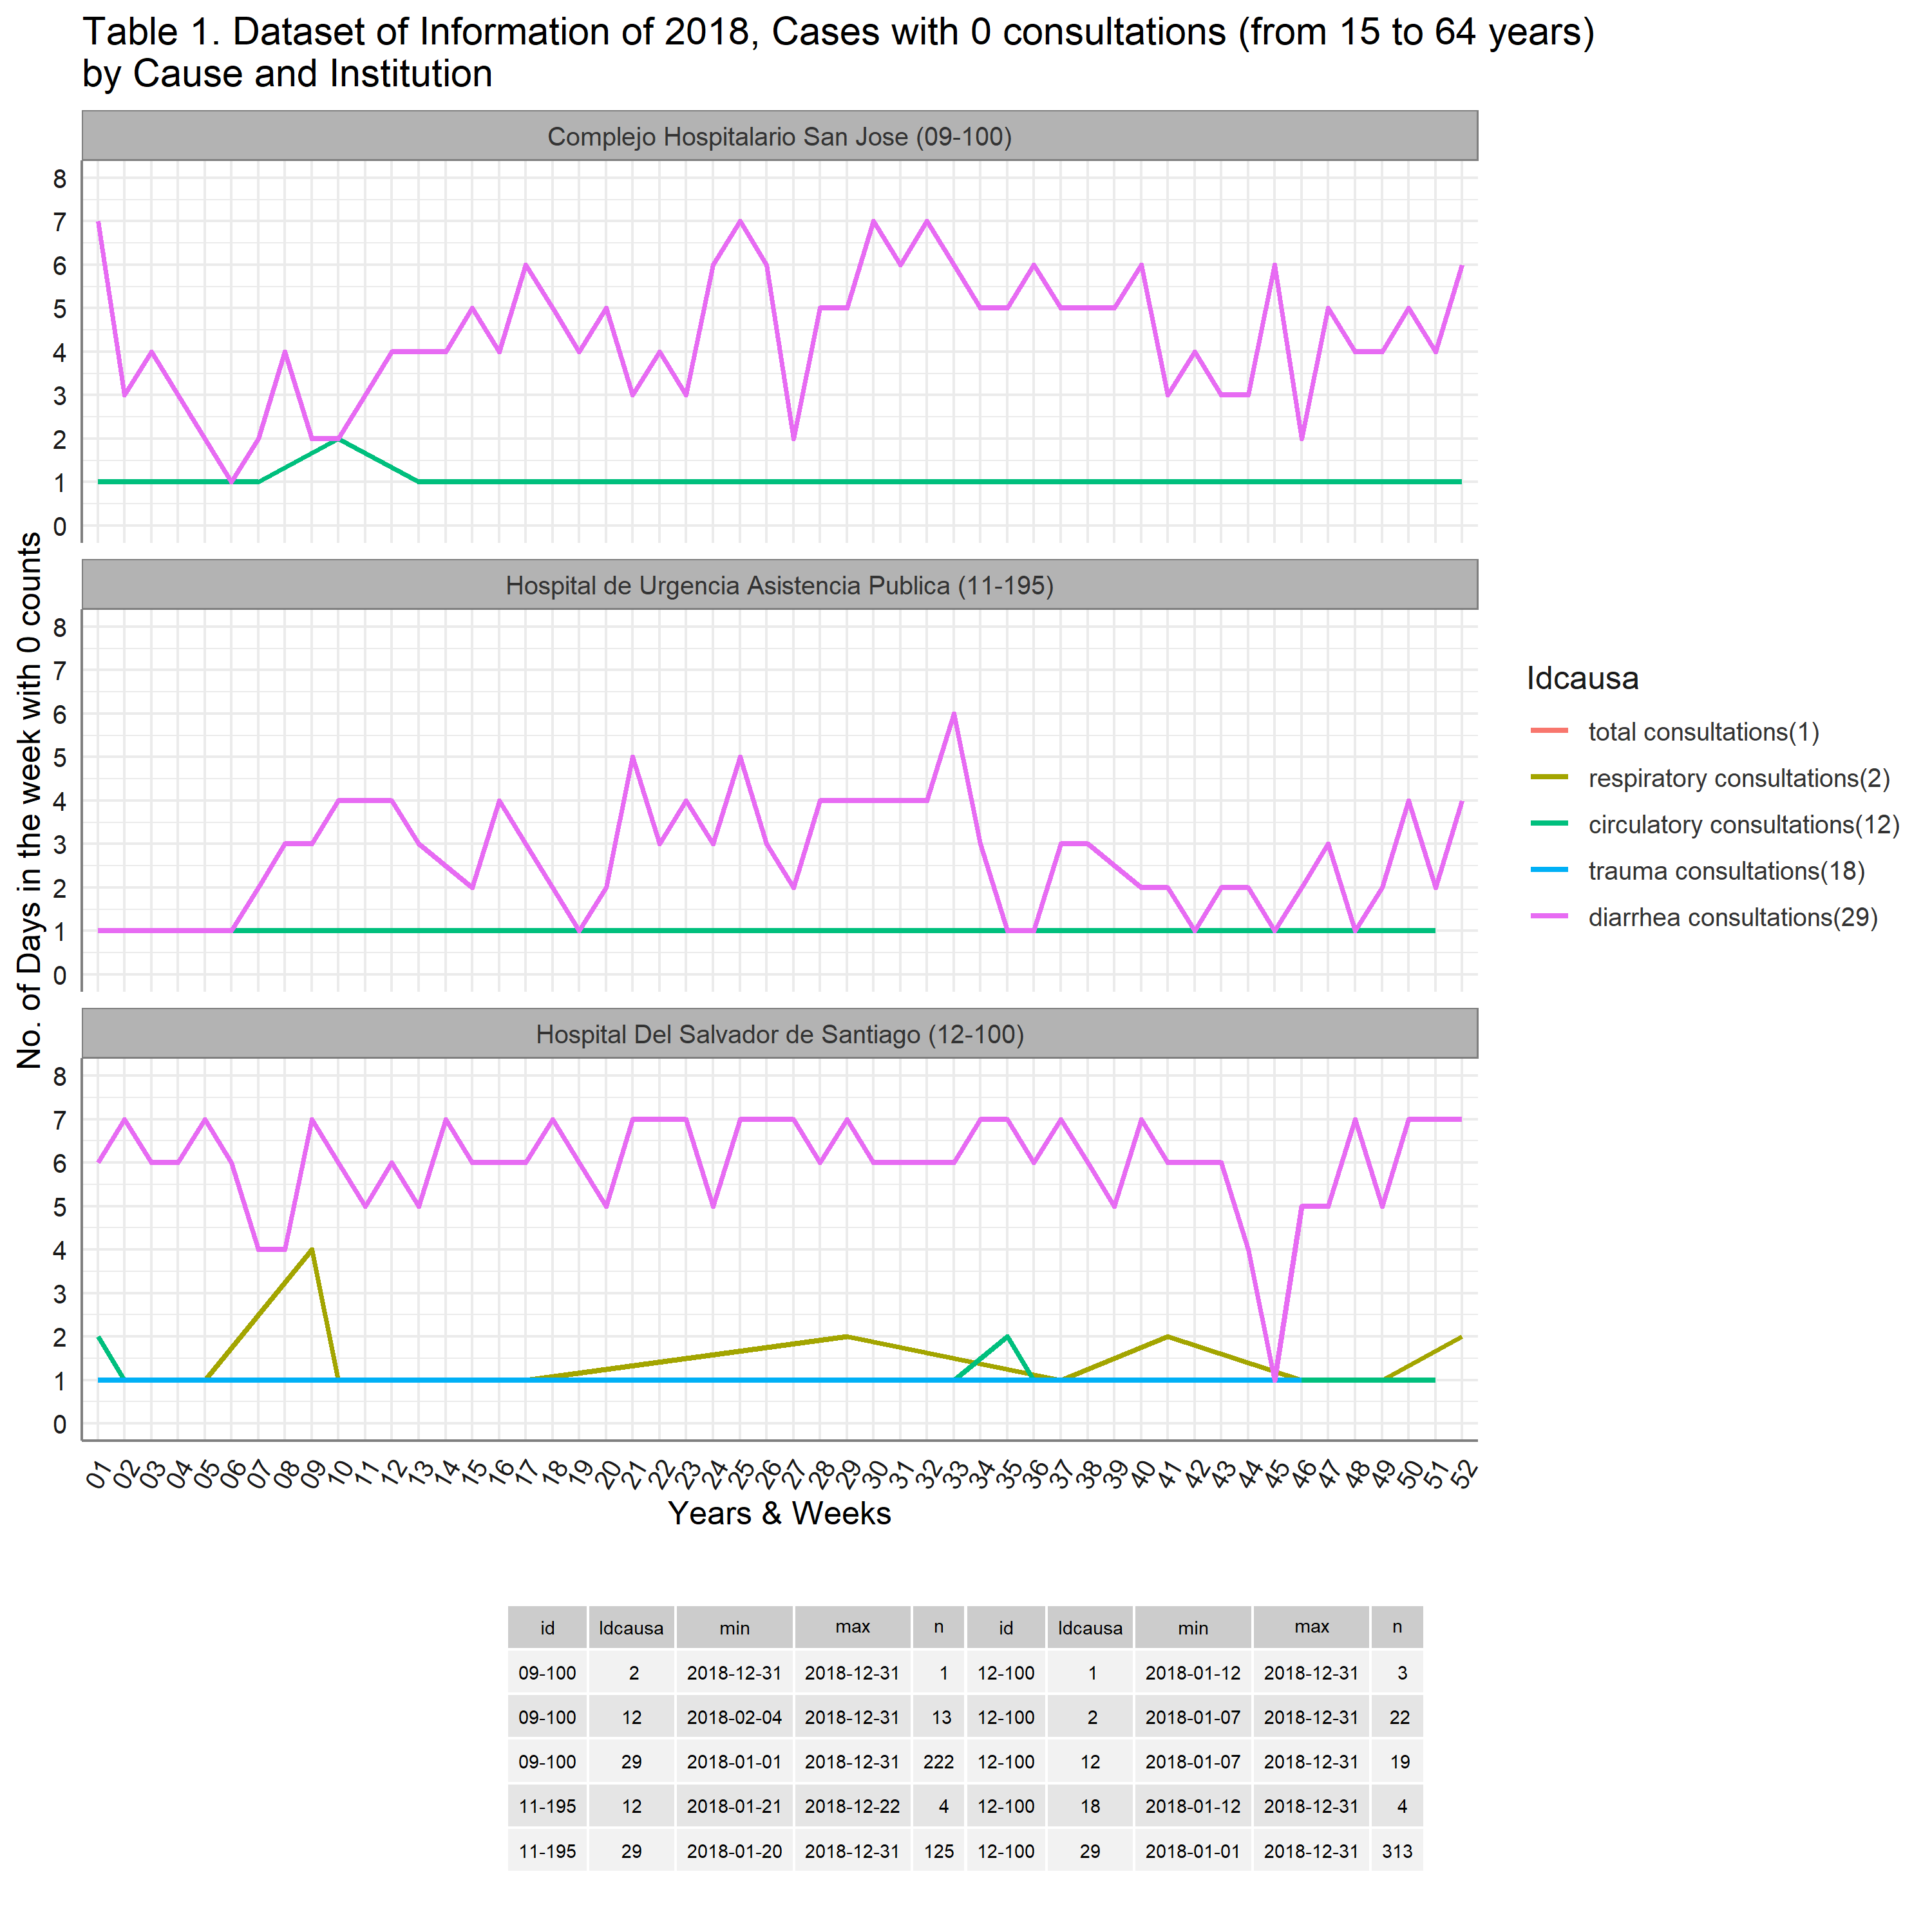 Table 1. Dataset of Information of 2018, Cases with 0 consultations (from 15 to 64 years)
by Cause and Institution
Complejo Hospitalario San Jose (09-100)
8
7
6
5
4
3
2
1
0
Hospital de Urgencia Asistencia Publica (11-195)
8
7
6
5
4
3
2
1
0
Hospital Del Salvador de Santiago (12-100)
8
7
6
5
4
3
2
1
0
No. of Days in the week with 0 counts
01 02 03 04 05 06 07 08 09 10 11 12 13 14 15 16 17 18 19 20 21 22 23 24 25 26 27 28 29 30 31 32 33 34 35 36 37 38 39 40 41 42 43 44 45 46 47 48 49 50 51 52
Years & Weeks
Idcausa
total consultations(1)
respiratory consultations(2)
circulatory consultations(12)
trauma consultations(18)
diarrhea consultations(29)
id Idcausa min max n id Idcausa min max n
09-100 2 2018-12-31 2018-12-31 1 12-100 1 2018-01-12 2018-12-31 3
09-100 12 2018-02-04 2018-12-31 13 12-100 2 2018-01-07 2018-12-31 22
09-100 29 2018-01-01 2018-12-31 222 12-100 12 2018-01-07 2018-12-31 19
11-195 12 2018-01-21 2018-12-22 4 12-100 18 2018-01-12 2018-12-31 4
11-195 29 2018-01-20 2018-12-31 125 12-100 29 2018-01-01 2018-12-31 313